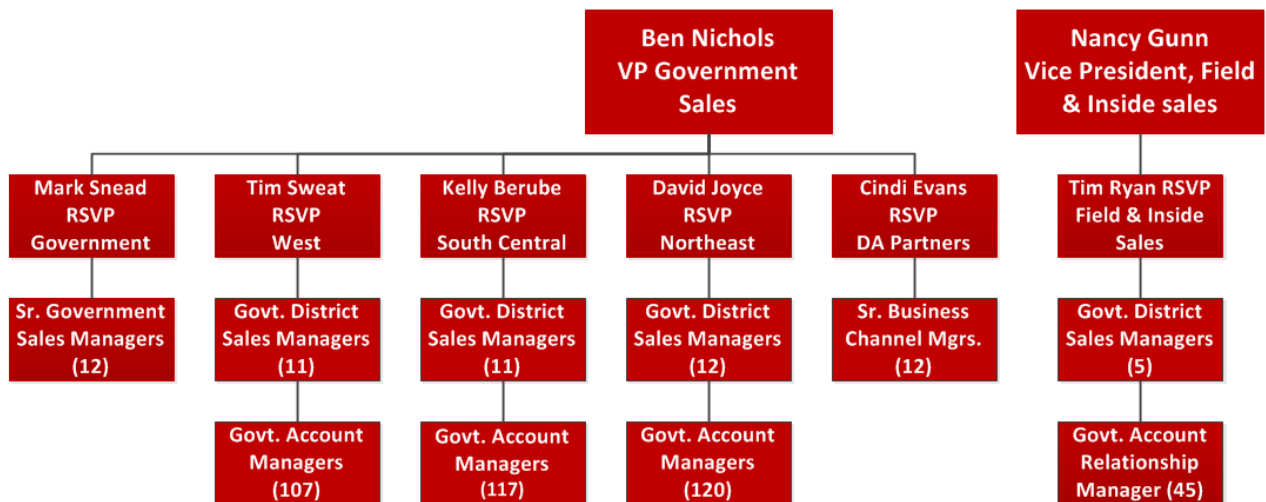 Ben Nichols
VP Government
Sales
Nancy Gunn
Vice President, Field
& Inside sales
Mark Snead
RSVP
Government
Tim Sweat
RSVP
West
Kelly Berube
RSVP
South Central
David Joyce
RSVP
Northeast
Cindi Evans
RSVP
DA Partners
Tim Ryan RSVP
Field & Inside
Sales
Sr. Government
Sales Managers
(12)
Govt. District
Sales Managers
(11)
Govt. District
Sales Managers
(11)
Govt. District
Sales Managers
(12)
Sr. Business
Channel Mgrs.
(12)
Govt. District
Sales Managers
(5)
Govt. Account
Managers
(107)
Govt. Account
Managers
(117)
Govt. Account
Managers
(120)
Govt. Account
Relationship
Manager (45)